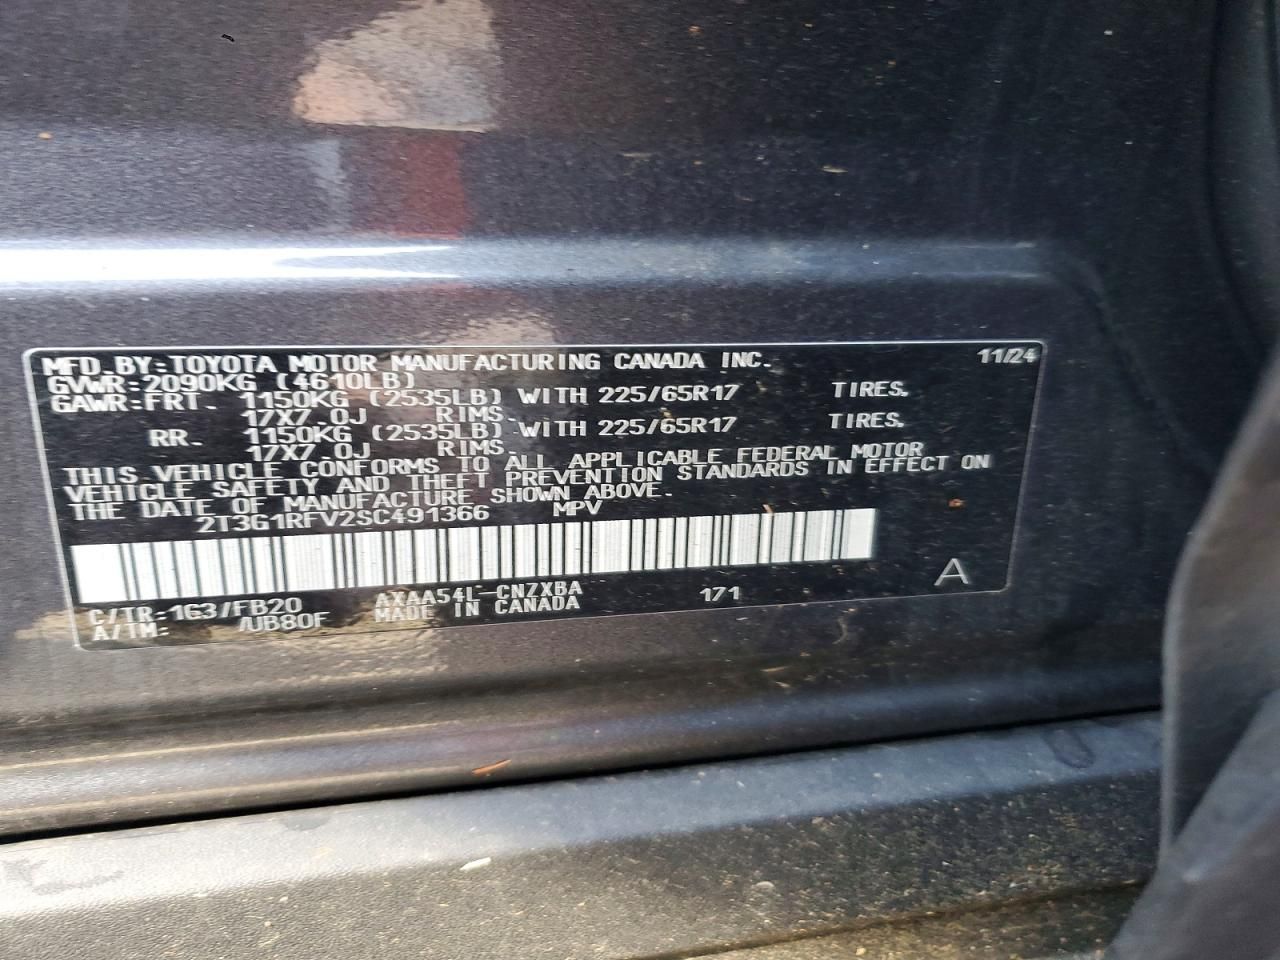 MFD. BY: TOYOTA MOTOR MANUFACTURING CANADA INC. 11/24
GVWR: 2090KG (4610LB)
GAWR: FRT. 1150KG (2535LB) WITH 225/65R17 TIRES,
17X7.0J RIMS.
RR. 1150KG (2535LB) WITH 225/65R17 TIRES.
17X7.0J RIMS.
THIS VEHICLE CONFORMS TO ALL APPLICABLE FEDERAL MOTOR
VEHICLE SAFETY AND THEFT PREVENTION STANDARDS IN EFFECT ON
THE DATE OF MANUFACTURE SHOWN ABOVE.
2T3G1RFV2SC491366 MPV
C/TR: 1G3//FB20 AXAA54L-CNZXBA 171 A
A/TM: /UB80F MADE IN CANADA